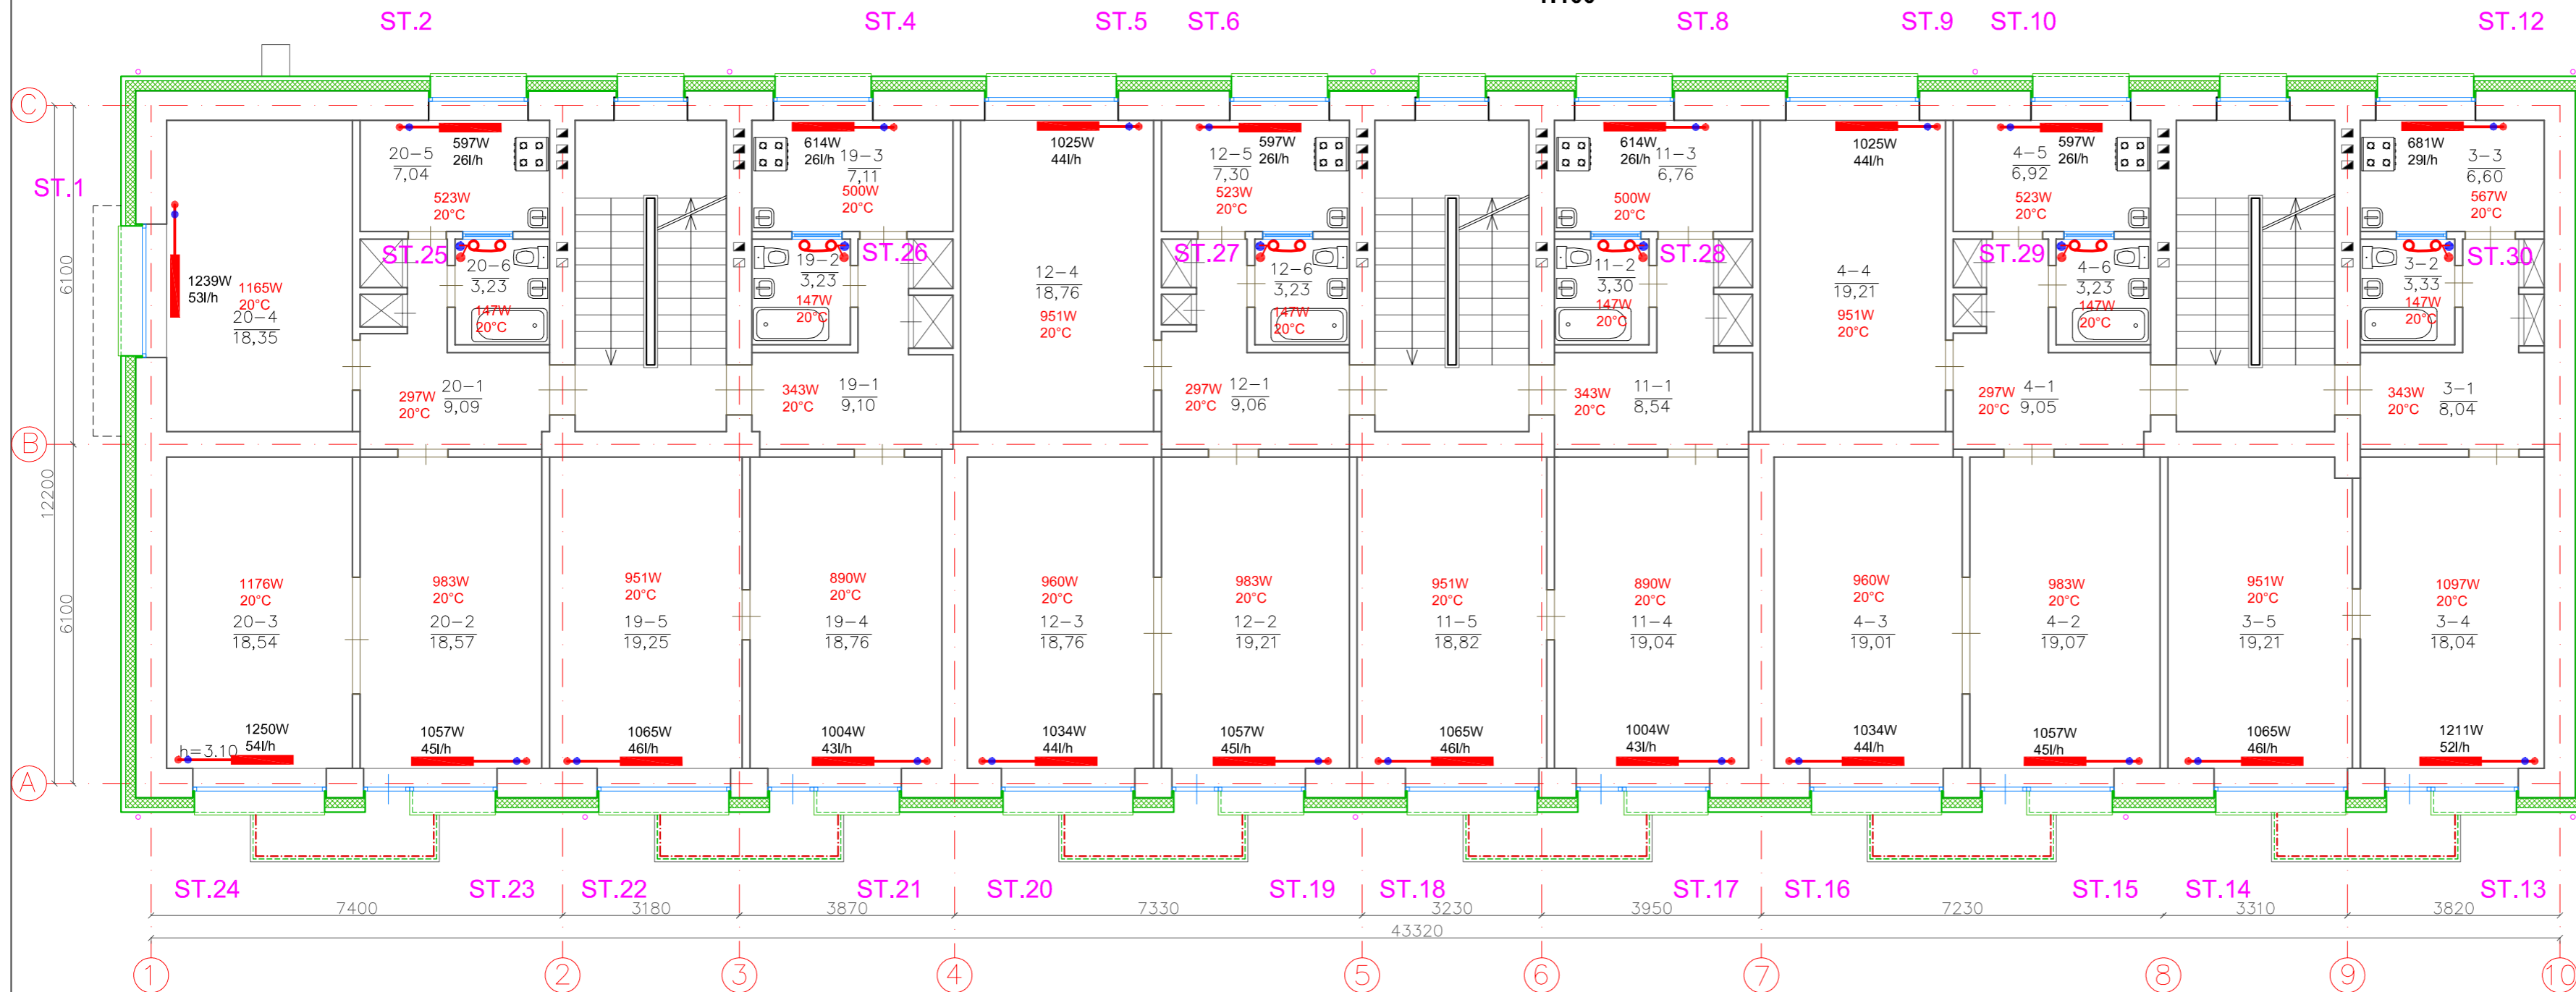 ST.2
ST.4
ST.5
ST.6
ST.8
ST.9
ST.10
ST.12
C
597W
26l/h
20-5
7,04
523W
20°C
614W
26l/h
19-3
7,11
500W
20°C
1025W
44l/h
12-5
7,30
597W
26l/h
523W
20°C
614W
26l/h
11-3
6,76
500W
20°C
1025W
44l/h
4-5
6,92
597W
26l/h
523W
20°C
681W
29l/h
3-3
6,60
567W
20°C
ST.1
ST.25
20-6
3,23
147W
20°C
19-2
3,23
147W
20°C
ST.26
12-4
18,76
951W
20°C
ST.27
12-6
3,23
147W
20°C
11-2
3,30
147W
20°C
ST.28
4-4
19,21
951W
20°C
ST.29
4-6
3,23
147W
20°C
3-2
3,33
147W
20°C
ST.30
6100
1239W
53l/h
1165W
20°C
20-4
18,35
297W
20°C
20-1
9,09
343W
20°C
19-1
9,10
297W
20°C
12-1
9,06
343W
20°C
11-1
8,54
297W
20°C
4-1
9,05
343W
20°C
3-1
8,04
B
12200
6100
1176W
20°C
20-3
18,54
983W
20°C
20-2
18,57
951W
20°C
19-5
19,25
890W
20°C
19-4
18,76
960W
20°C
12-3
18,76
983W
20°C
12-2
19,21
951W
20°C
11-5
18,82
890W
20°C
11-4
19,04
960W
20°C
4-3
19,01
983W
20°C
4-2
19,07
951W
20°C
3-5
19,21
1097W
20°C
3-4
18,04
h=3.10
1250W
54l/h
1057W
45l/h
1065W
46l/h
1004W
43l/h
1034W
44l/h
1057W
45l/h
1065W
46l/h
1004W
43l/h
1034W
44l/h
1057W
45l/h
1065W
46l/h
1211W
52l/h
A
ST.24
ST.23
ST.22
ST.21
ST.20
ST.19
ST.18
ST.17
ST.16
ST.15
ST.14
ST.13
7400
3180
3870
7330
3230
3950
7230
3310
3820
43320
1
2
3
4
5
6
7
8
9
10